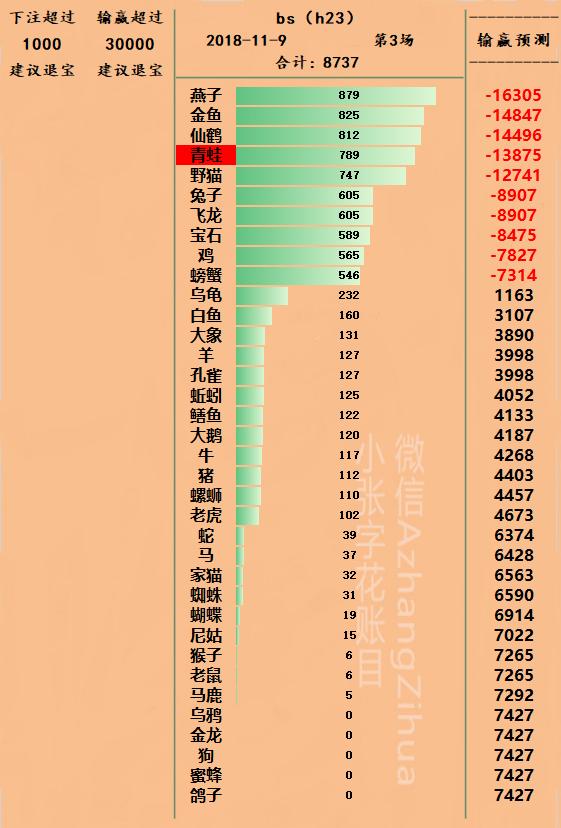 下注超过 输赢超过
1000 30000
建议退宝 建议退宝
bs（h23）
2018-11-9 第3场
合计：8737
输赢预测
燕子 879 -16305
金鱼 825 -14847
仙鹤 812 -14496
青蛙 789 -13875
野猫 747 -12741
兔子 605 -8907
飞龙 605 -8907
宝石 589 -8475
鸡 565 -7827
螃蟹 546 -7314
乌龟 232 1163
白鱼 160 3107
大象 131 3890
羊 127 3998
孔雀 127 3998
蚯蚓 125 4052
鳝鱼 122 4133
大鹅 120 4187
牛 117 4268
猪 112 4403
螺蛳 110 4457
老虎 102 4673
蛇 39 6374
马 37 6428
家猫 32 6563
蜘蛛 31 6590
蝴蝶 19 6914
尼姑 15 7022
猴子 6 7265
老鼠 6 7265
马鹿 5 7292
乌鸦 0 7427
金龙 0 7427
狗 0 7427
蜜蜂 0 7427
鸽子 0 7427
微信AzhangZihua
小张字花账目